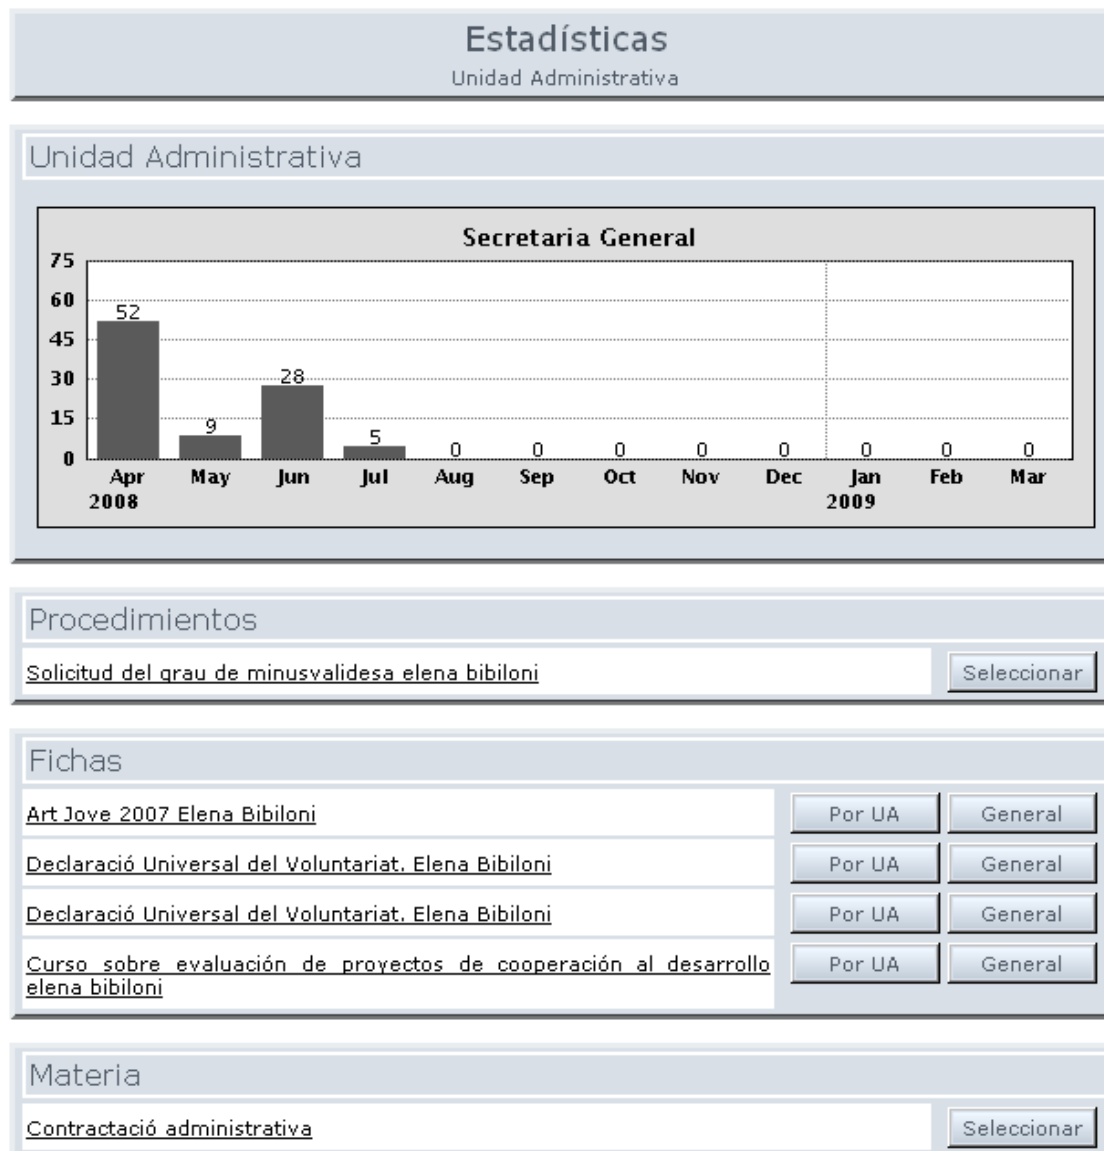 Estadísticas
Unidad Administrativa
Unidad Administrativa
Secretaria General
75
60
45
30
15
0
52
9
28
5
0
0
0
0
0
0
0
0
Apr May Jun Jul Aug Sep Oct Nov Dec Jan Feb Mar
2008 2009
Procedimientos
Solicitud del grau de minusvalidesa elena bibiloni Seleccionar
Fichas
Art Jove 2007 Elena Bibiloni Por UA General
Declaració Universal del Voluntariat. Elena Bibiloni Por UA General
Declaració Universal del Voluntariat. Elena Bibiloni Por UA General
Curso sobre evaluación de proyectos de cooperación al desarrollo Por UA General
elena bibiloni
Materia
Contractació administrativa Seleccionar